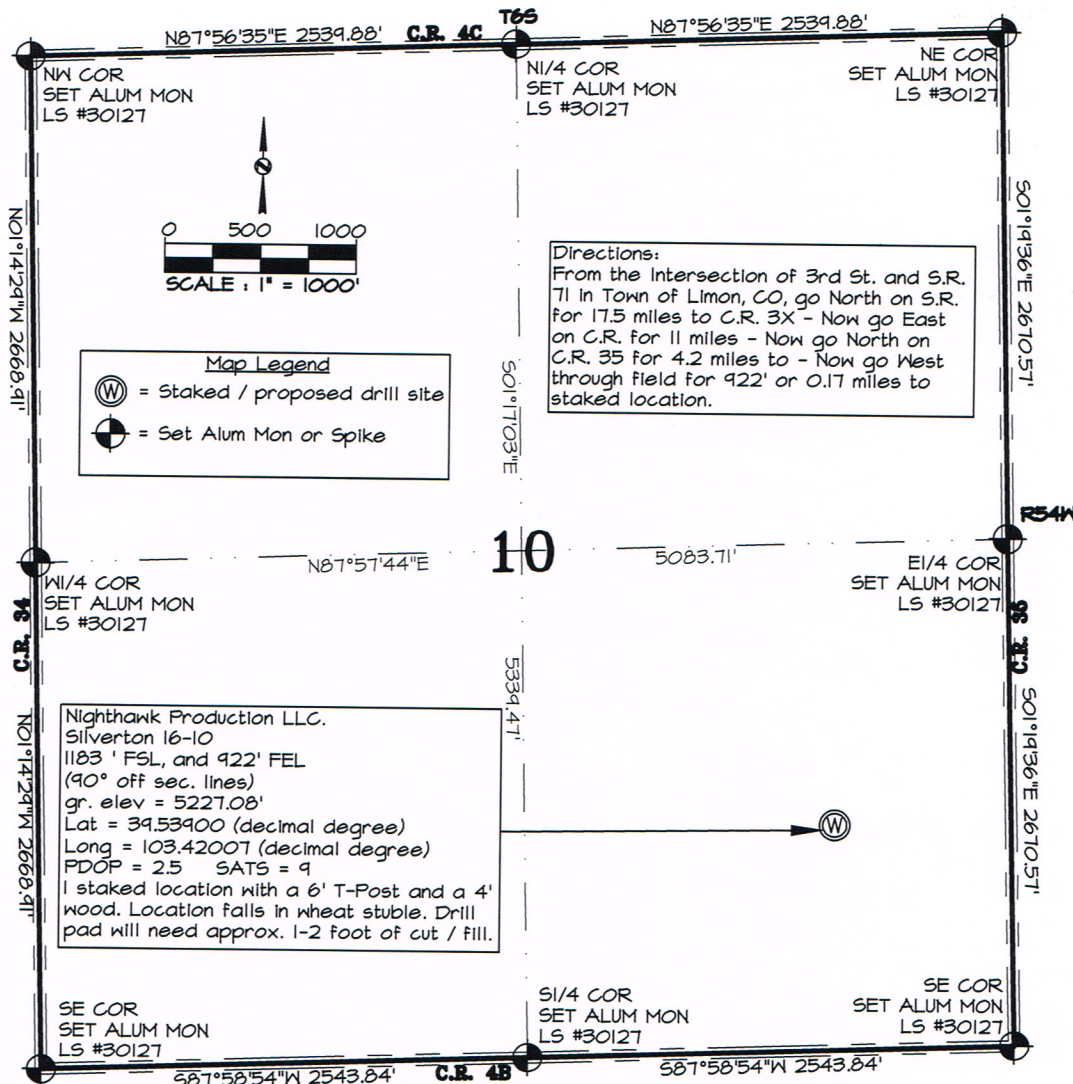 T6S
N87°56'35"E 2539.88'
C.R. 4C
N87°56'35"E 2539.88'
NW COR
SET ALUM MON
LS #30127
N1/4 COR
SET ALUM MON
LS #30127
NE COR
SET ALUM MON
LS #30127
N
0 500 1000
SCALE : 1" = 1000'
Map Legend
W = Staked / proposed drill site
= Set Alum Mon or Spike
Directions:
From the Intersection of 3rd St. and S.R.
71 in Town of Limon, CO, go North on S.R.
for 17.5 miles to C.R. 3X - Now go East
on C.R. for 11 miles - Now go North on
C.R. 35 for 4.2 miles to - Now go West
through field for 922' or 0.17 miles to
staked location.
N01°14'29"W 2668.91'
S01°17'03"E
S01°19'36"E 2670.57'
R54W
10
N87°57'44"E
5083.71'
W1/4 COR
SET ALUM MON
LS #30127
E1/4 COR
SET ALUM MON
LS #30127
C.R. 34
C.R. 35
5339.47'
Nighthawk Production LLC.
Silverton 16-10
1183 ' FSL, and 922' FEL
(90° off sec. lines)
gr. elev = 5227.08'
Lat = 39.53900 (decimal degree)
Long = 103.42007 (decimal degree)
PDOP = 2.5 SATS = 9
I staked location with a 6' T-Post and a 4'
wood. Location falls in wheat stuble. Drill
pad will need approx. 1-2 foot of cut / fill.
W
N01°14'29"W 2668.91'
S01°19'36"E 2670.57'
SE COR
SET ALUM MON
LS #30127
S1/4 COR
SET ALUM MON
LS #30127
SE COR
SET ALUM MON
LS #30127
S87°58'54"W 2543.84'
C.R. 4B
S87°58'54"W 2543.84'